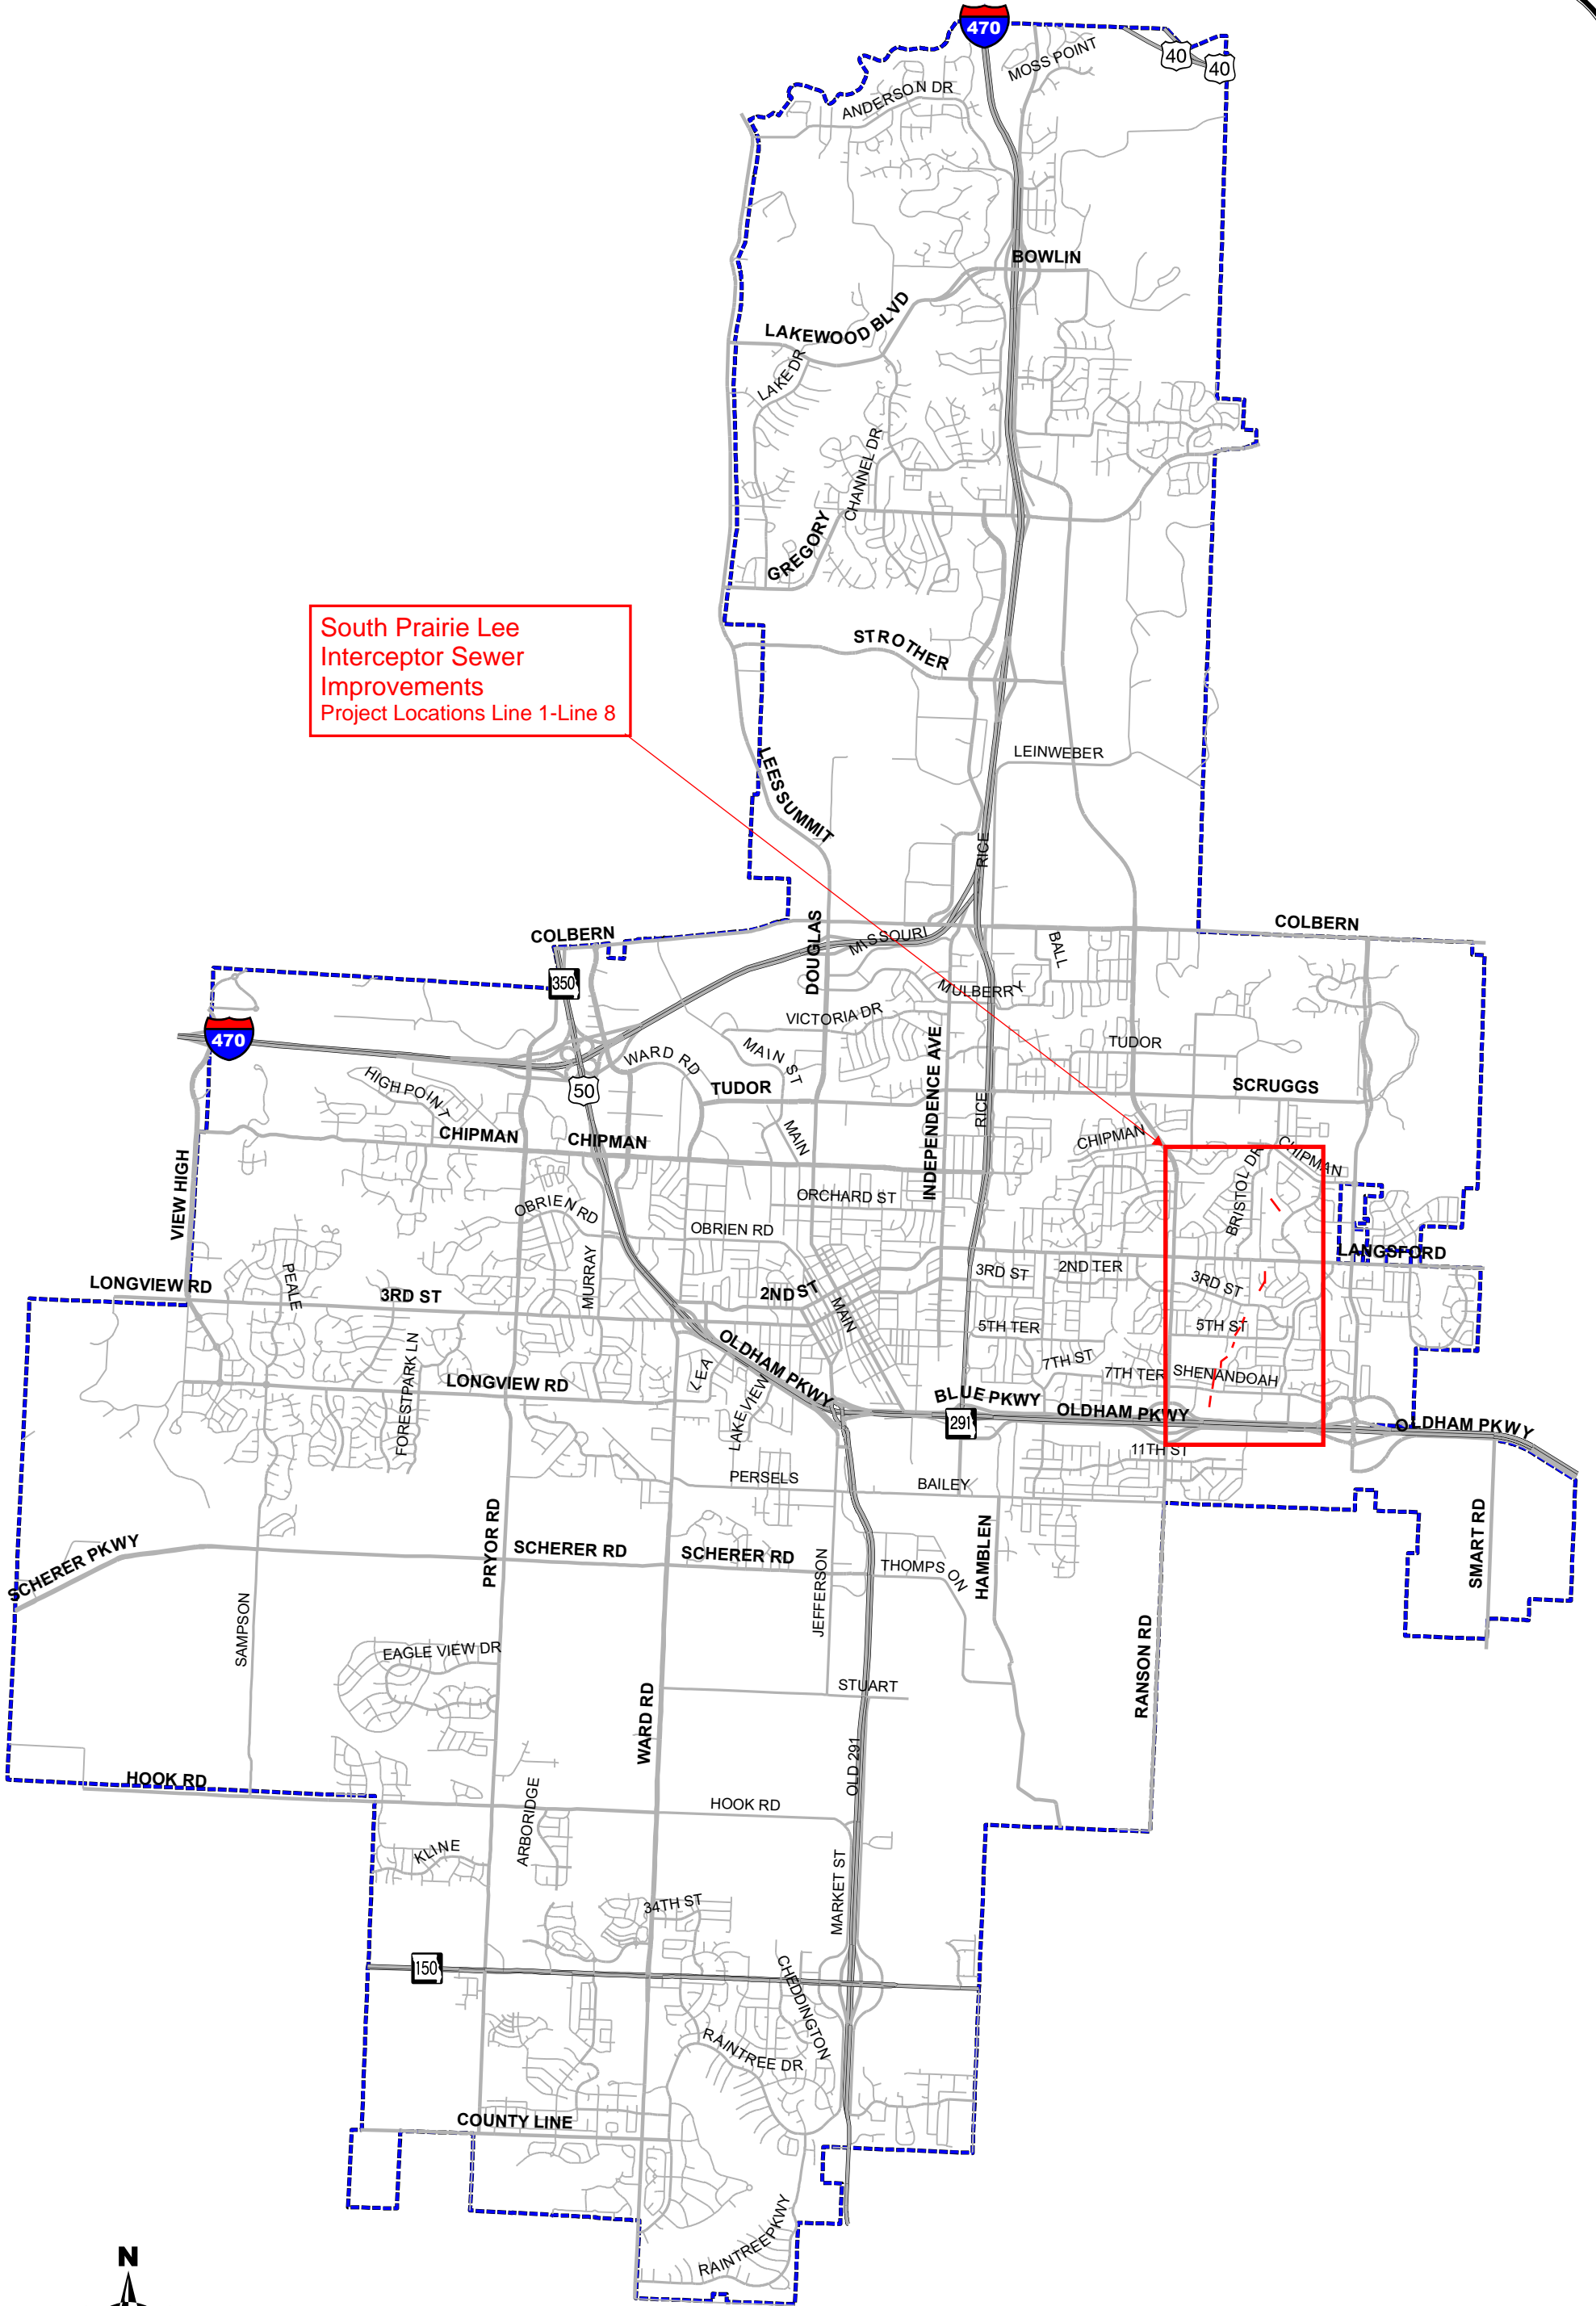 470
MOSS POINT
40
40
ANDERSON DR
BOWLIN
LAKEWOOD BLVD
LAKE DR
CHANNEL DR
GREGORY
South Prairie Lee
Interceptor Sewer
Improvements
Project Locations Line 1-Line 8
STROTHER
LEINWEBER
LEESSUMMIT
RICE
COLBERN
DOUGLAS
MISSOURI
BALL
COLBERN
350
MULBERRY
VICTORIA DR
470
WARD RD
MAIN ST
INDEPENDENCE AVE
TUDOR
HIGH POINT
50
TUDOR
SCRUGGS
RICE
CHIPMAN
CHIPMAN
MAIN
CHIPMAN
CHIPMAN
VIEW HIGH
BRISTOL DR
ORCHARD ST
OBRIEN RD
OBRIEN RD
LANGSFORD
MURRAY
3RD ST
2ND TER
3RD ST
LONGVIEW RD
PEALE
3RD ST
2ND ST
MAIN
5TH TER
5TH ST
OLDHAM PKWY
7TH ST
7TH TER
SHENANDOAH
FORESTPARK LN
LONGVIEW RD
LEA
LAKEVIEW
BLUE PKWY
OLDHAM PKWY
291
OLDHAM PKWY
11TH ST
PERSELS
BAILEY
PRYOR RD
HAMBLEN
SMART RD
SCHERER PKWY
SCHERER RD
SCHERER RD
THOMPSON
JEFFERSON
SAMPSON
EAGLE VIEW DR
RANSON RD
WARD RD
STUART
OLD 291
HOOK RD
HOOK RD
ARBORIDGE
KLINE
MARKET ST
34TH ST
150
CHEDDINGTON
RAINTREE DR
COUNTY LINE
RAINTREE PKWY
N